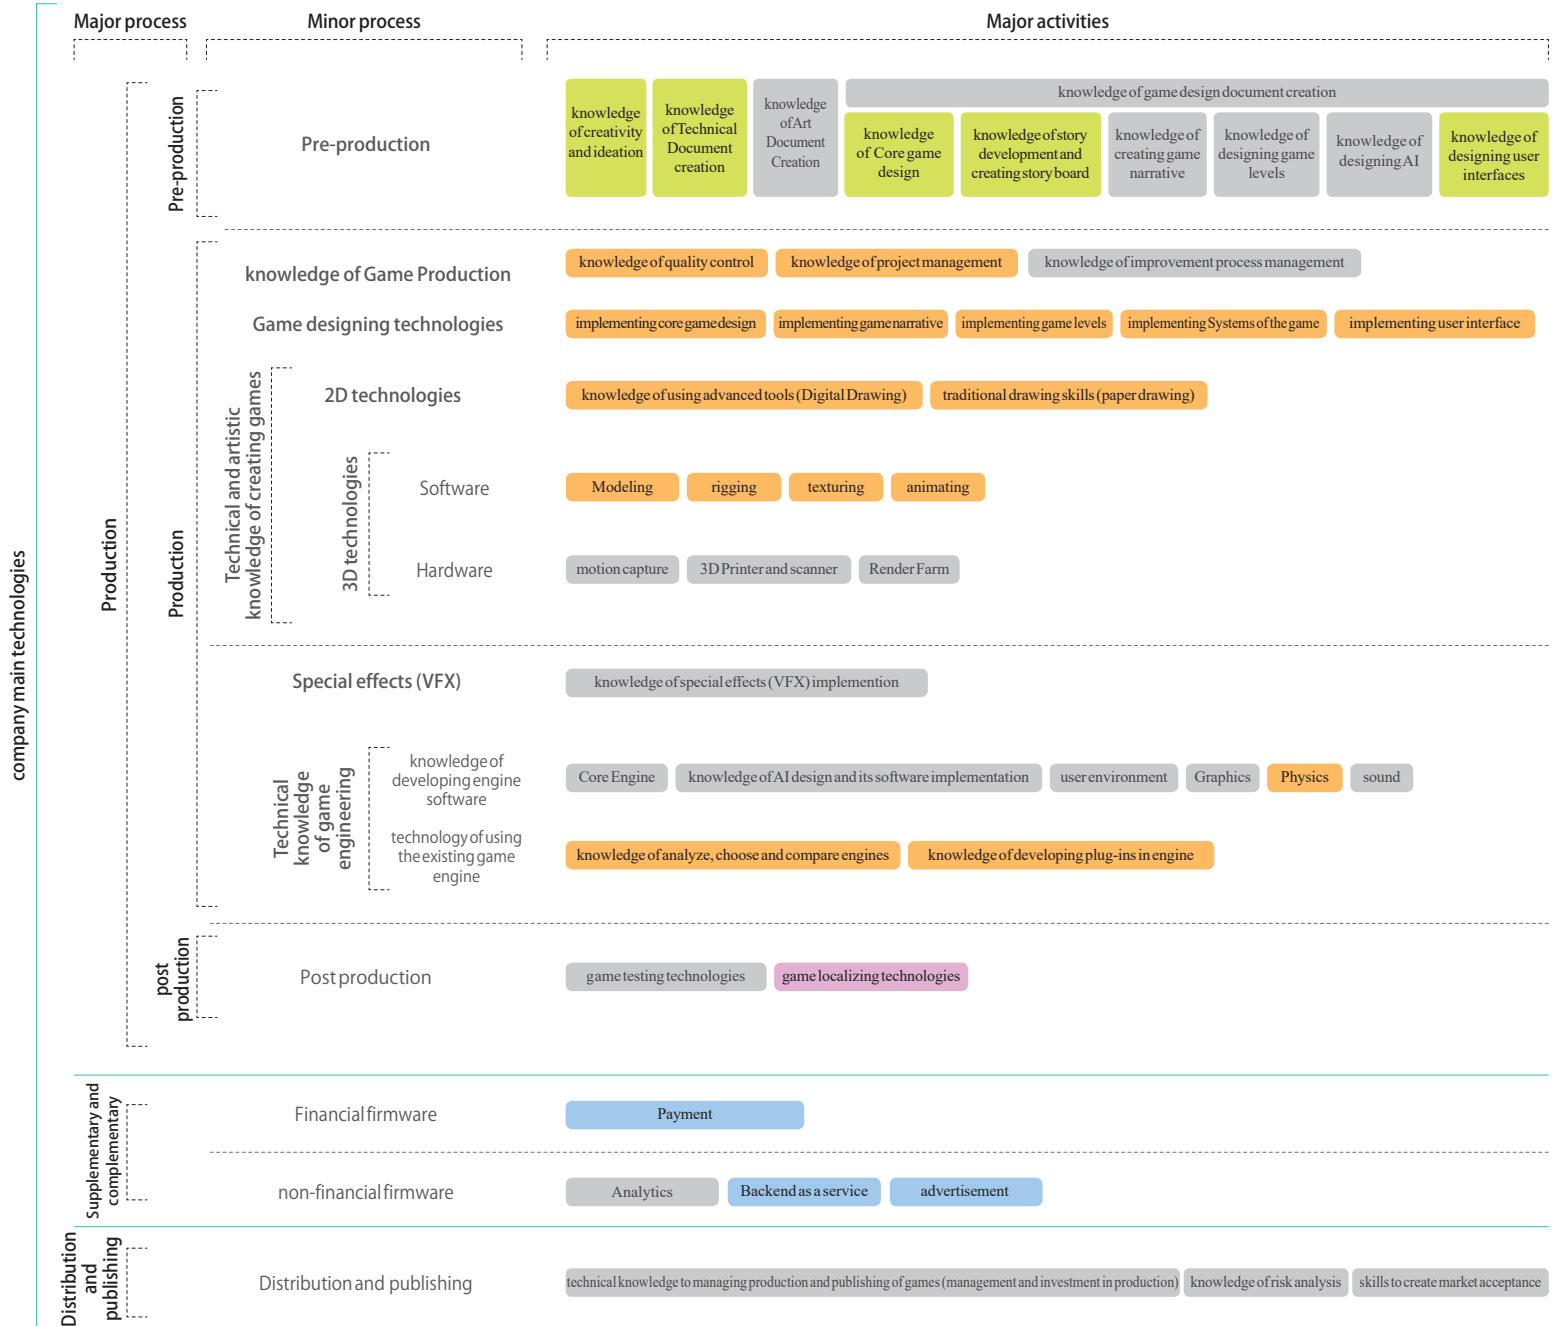 Major process
Minor process
Major activities
company main technologies
Production
Pre-production
Pre-production
knowledge
of creativity
and ideation
knowledge
of Technical
Document
creation
knowledge
of Art
Document
Creation
knowledge of game design document creation
knowledge
of Core game
design
knowledge of story
development and
creating story board
knowledge of
creating game
narrative
knowledge of
designing game
levels
knowledge of
designing AI
knowledge of
designing user
interfaces
Production
knowledge of Game Production
knowledge of quality control
knowledge of project management
knowledge of improvement process management
Game designing technologies
implementing core game design
implementing game narrative
implementing game levels
implementing Systems of the game
implementing user interface
Technical and artistic
knowledge of creating games
2D technologies
knowledge of using advanced tools (Digital Drawing)
traditional drawing skills (paper drawing)
3D technologies
Software
Modeling
rigging
texturing
animating
Hardware
motion capture
3D Printer and scanner
Render Farm
Special effects (VFX)
knowledge of special effects (VFX) implemention
Technical
knowledge
of game
engineering
knowledge of
developing engine
software
Core Engine
knowledge of AI design and its software implementation
user environment
Graphics
Physics
sound
technology of using
the existing game
engine
knowledge of analyze, choose and compare engines
knowledge of developing plug-ins in engine
post
production
Post production
game testing technologies
game localizing technologies
Supplementary and
complementary
Financial firmware
Payment
non-financial firmware
Analytics
Backend as a service
advertisement
Distribution
and
publishing
Distribution and publishing
technical knowledge to managing production and publishing of games (management and investment in production)
knowledge of risk analysis
skills to create market acceptance